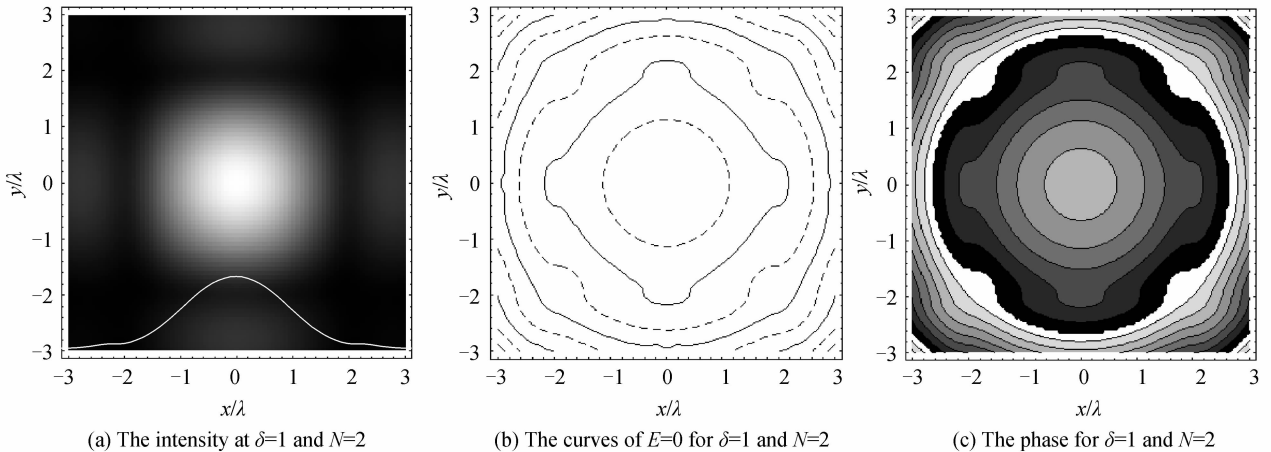 3
2
1
0
−1
−2
−3
y/λ
−3 −2 −1 0 1 2 3
x/λ
(a) The intensity at δ=1 and N=2
3
2
1
0
−1
−2
−3
y/λ
−3 −2 −1 0 1 2 3
x/λ
(b) The curves of E=0 for δ=1 and N=2
3
2
1
0
−1
−2
−3
y/λ
−3 −2 −1 0 1 2 3
x/λ
(c) The phase for δ=1 and N=2